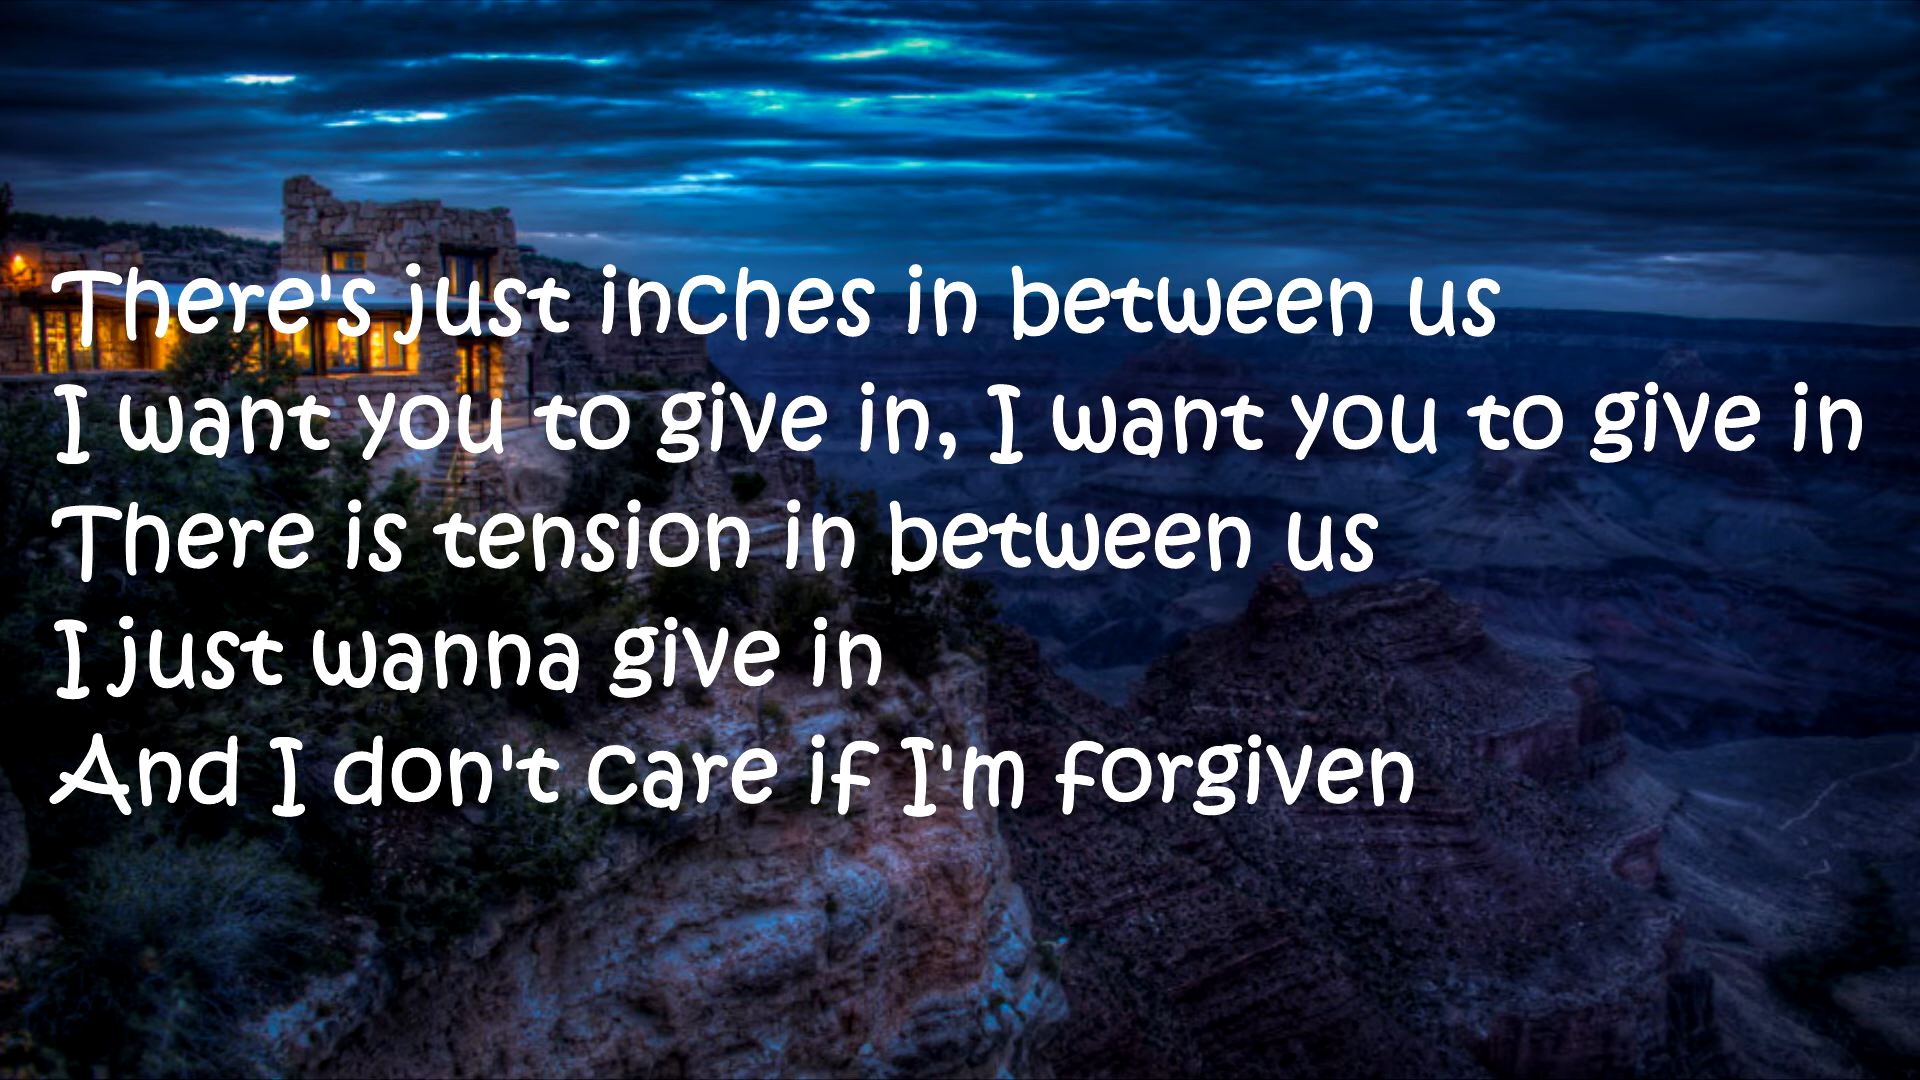 There's just inches in between us
I want you to give in, I want you to give in
There is tension in between us
I just wanna give in
And I don't care if I'm forgiven